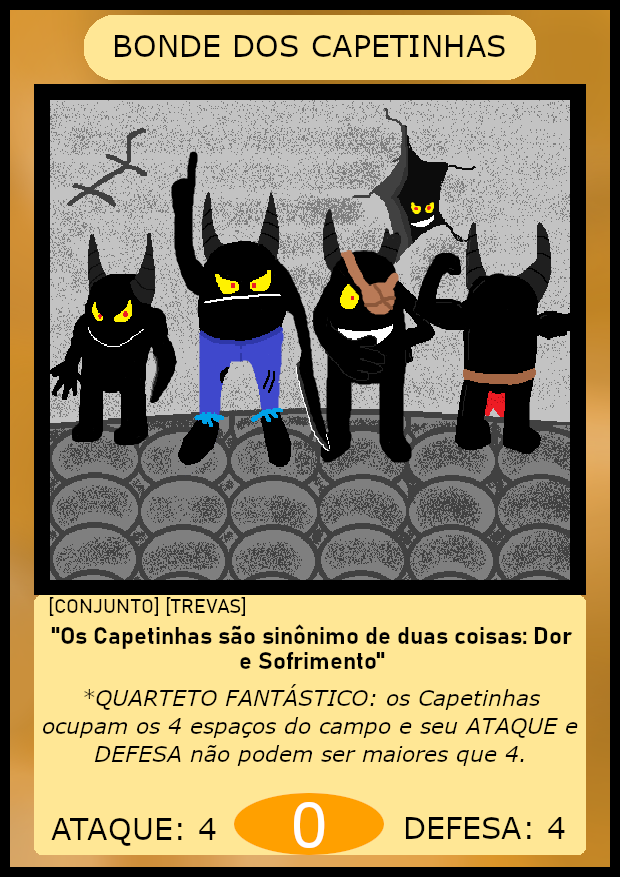 BONDE DOS CAPETINHAS
[CONJUNTO] [TREVAS]
"Os Capetinhas são sinônimo de duas coisas: Dor
e Sofrimento"
*QUARTETO FANTÁSTICO: os Capetinhas
ocupam os 4 espaços do campo e seu ATAQUE e
DEFESA não podem ser maiores que 4.
ATAQUE: 4
0
DEFESA: 4